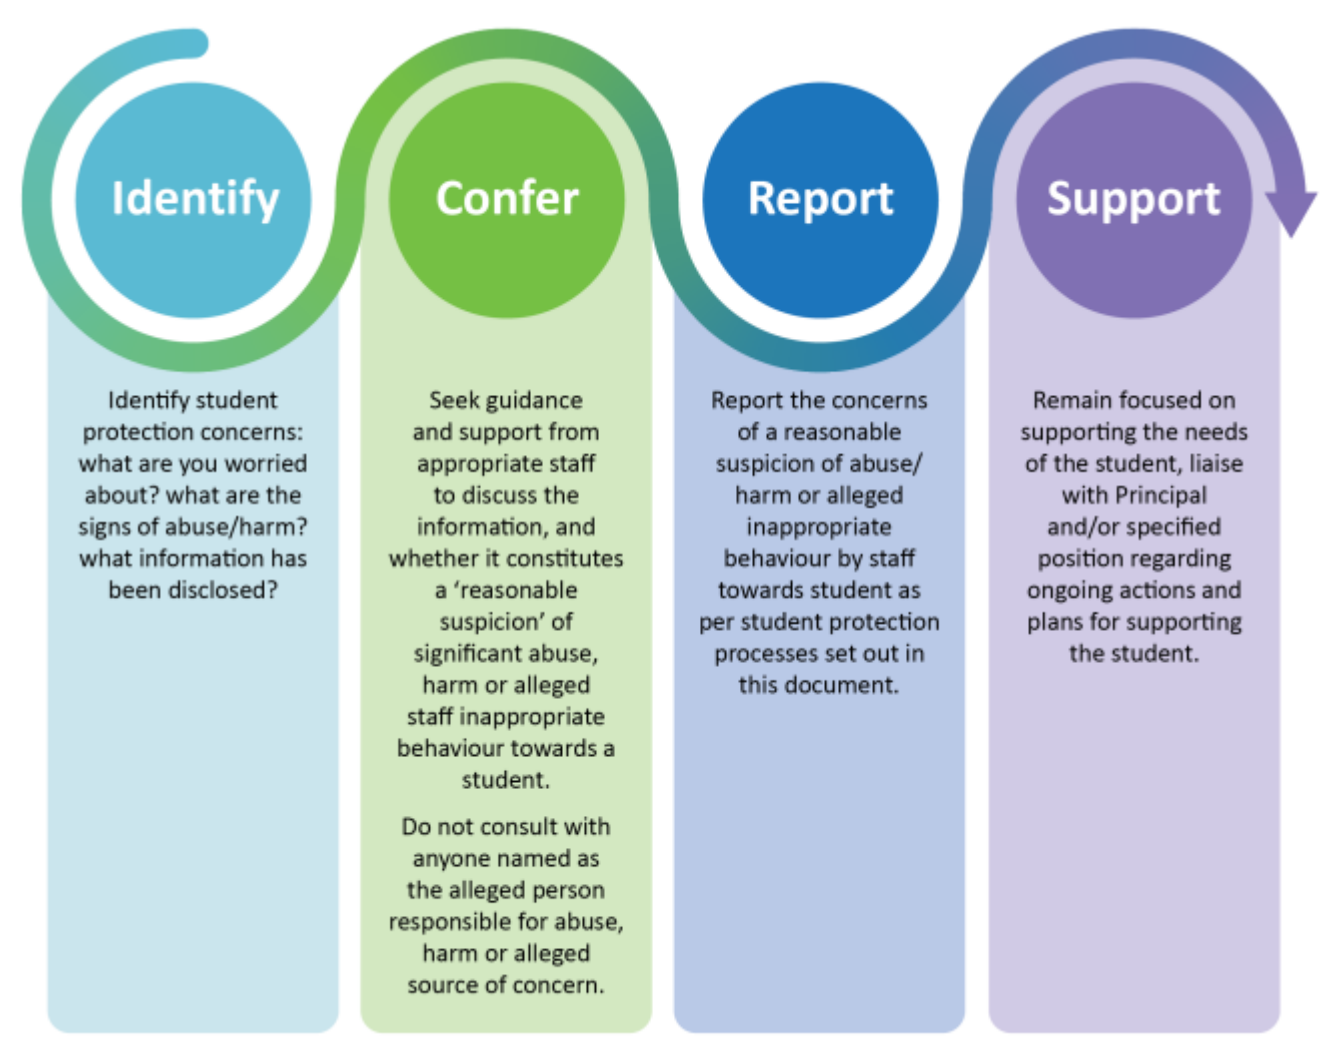 Identify
Identify student
protection concerns:
what are you worried
about? what are the
signs of abuse/harm?
what information has
been disclosed?
Confer
Seek guidance
and support from
appropriate staff
to discuss the
information, and
whether it constitutes
a ‘reasonable
suspicion’ of
significant abuse,
harm or alleged
staff inappropriate
behaviour towards a
student.
Do not consult with
anyone named as
the alleged person
responsible for abuse,
harm or alleged
source of concern.
Report
Report the concerns
of a reasonable
suspicion of abuse/
harm or alleged
inappropriate
behaviour by staff
towards student as
per student protection
processes set out in
this document.
Support
Remain focused on
supporting the needs
of the student, liaise
with Principal
and/or specified
position regarding
ongoing actions and
plans for supporting
the student.